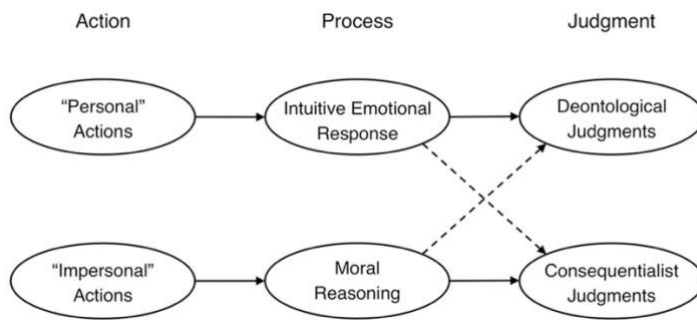 Action
Process
Judgment
“Personal”
Actions
Intuitive Emotional
Response
Deontological
Judgments
“Impersonal”
Actions
Moral
Reasoning
Consequentialist
Judgments